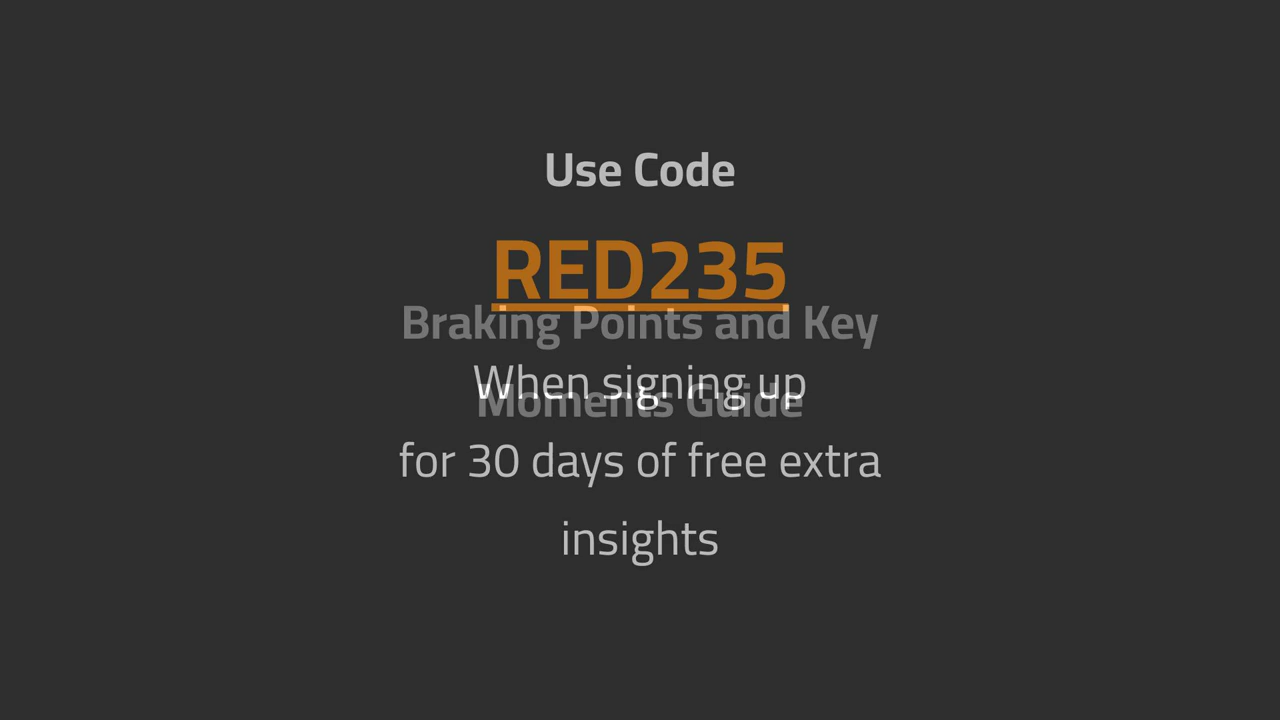 Use Code
RED235
Braking Points and Key
When signing up
Moments Guide
for 30 days of free extra
insights